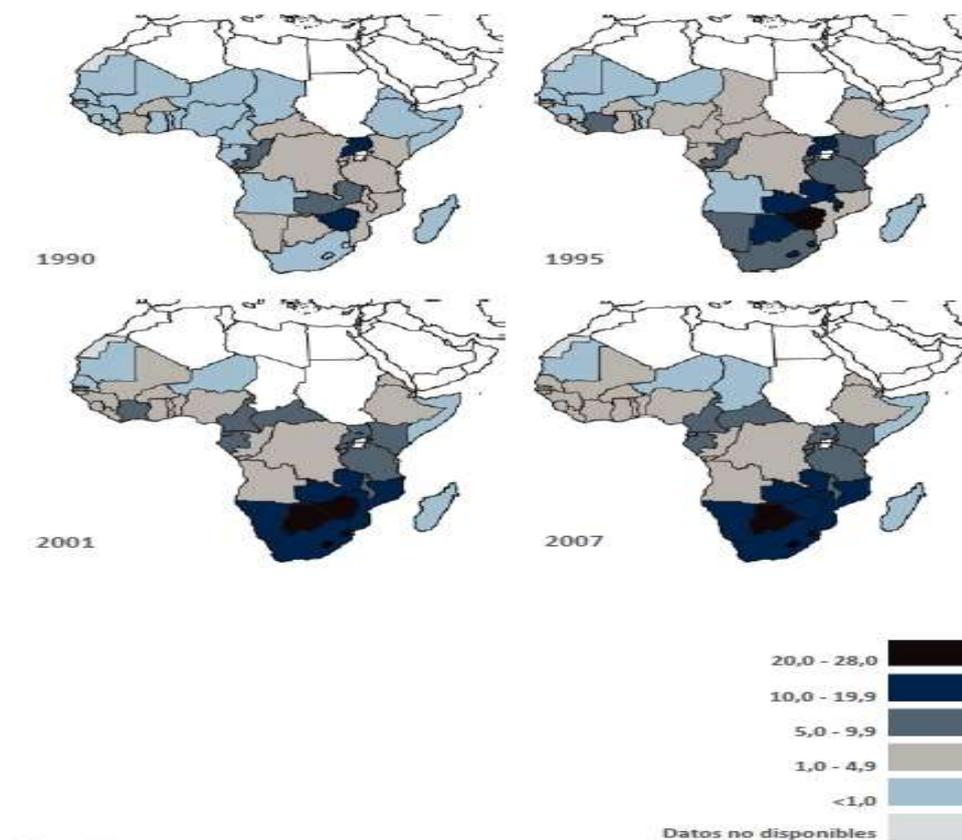 1990
1995
2001
2007
20,0 - 28,0
10,0 - 19,9
5,0 - 9,9
1,0 - 4,9
<1,0
Datos no disponibles